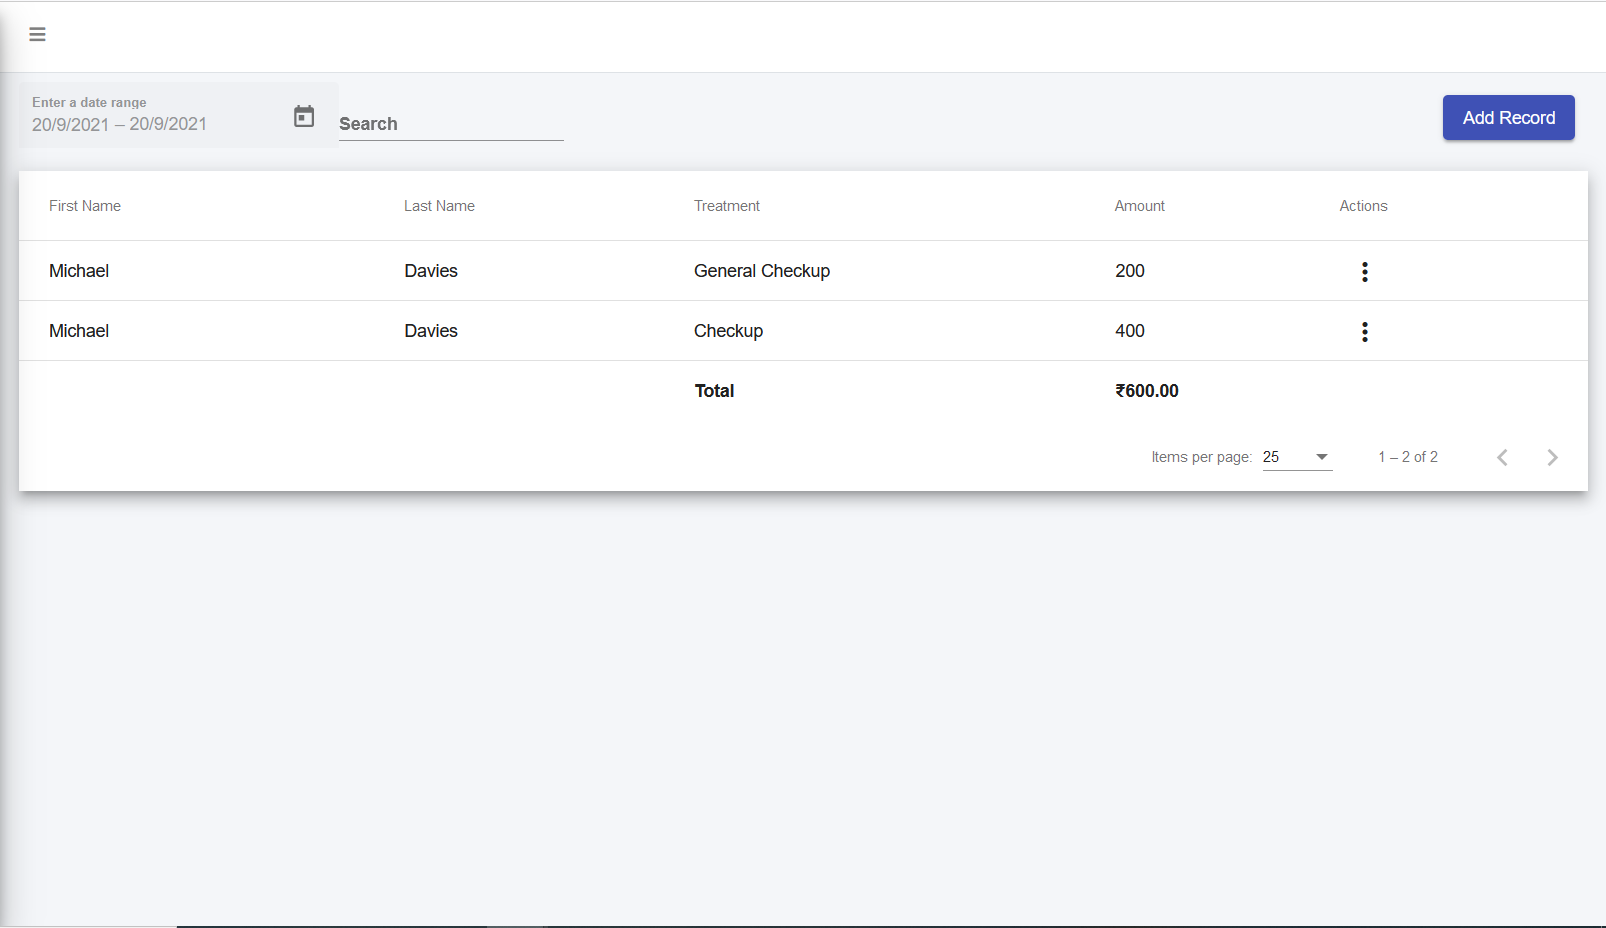 Enter a date range
20/9/2021 – 20/9/2021
Search
Add Record
First Name Last Name Treatment Amount Actions
Michael Davies General Checkup 200
Michael Davies Checkup 400
Total ₹600.00
Items per page: 25 1 – 2 of 2